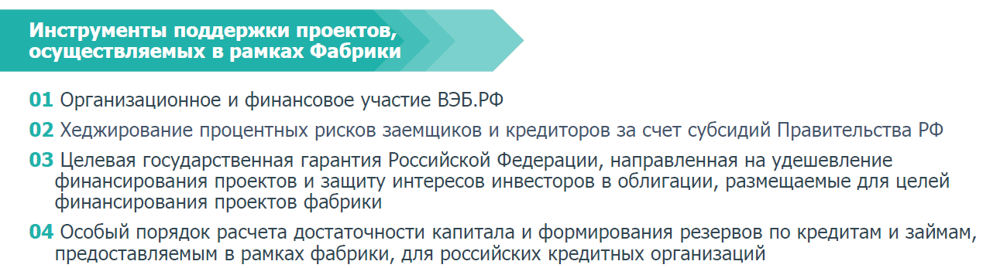 Инструменты поддержки проектов,
осуществляемых в рамках Фабрики
01 Организационное и финансовое участие ВЭБ.РФ
02 Хеджирование процентных рисков заемщиков и кредиторов за счет субсидий Правительства РФ
03 Целевая государственная гарантия Российской Федерации, направленная на удешевление
финансирования проектов и защиту интересов инвесторов в облигации, размещаемые для целей
финансирования проектов фабрики
04 Особый порядок расчета достаточности капитала и формирования резервов по кредитам и займам,
предоставляемым в рамках фабрики, для российских кредитных организаций